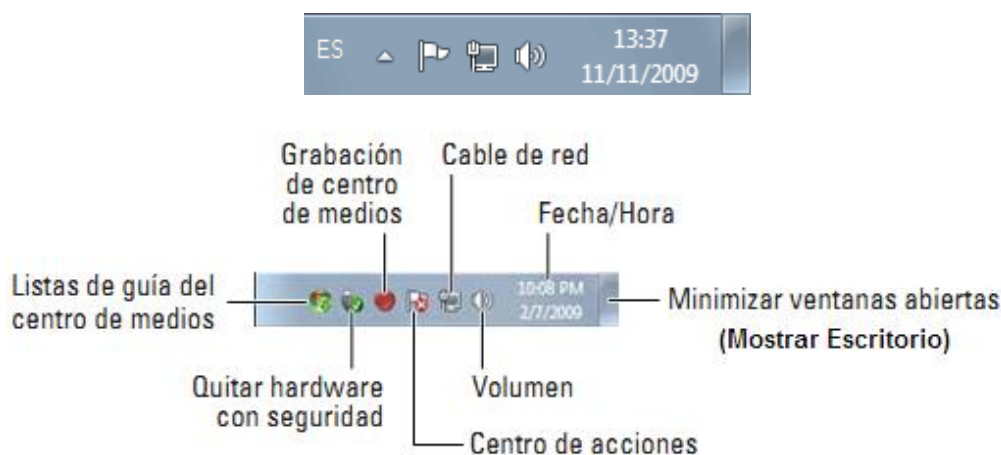 ES
13:37
11/11/2009
Grabación
de centro
de medios
Cable de red
Fecha/Hora
Listas de guía del
centro de medios
10:08 PM
2/7/2009
Minimizar ventanas abiertas
(Mostrar Escritorio)
Quitar hardware
con seguridad
Volumen
Centro de acciones